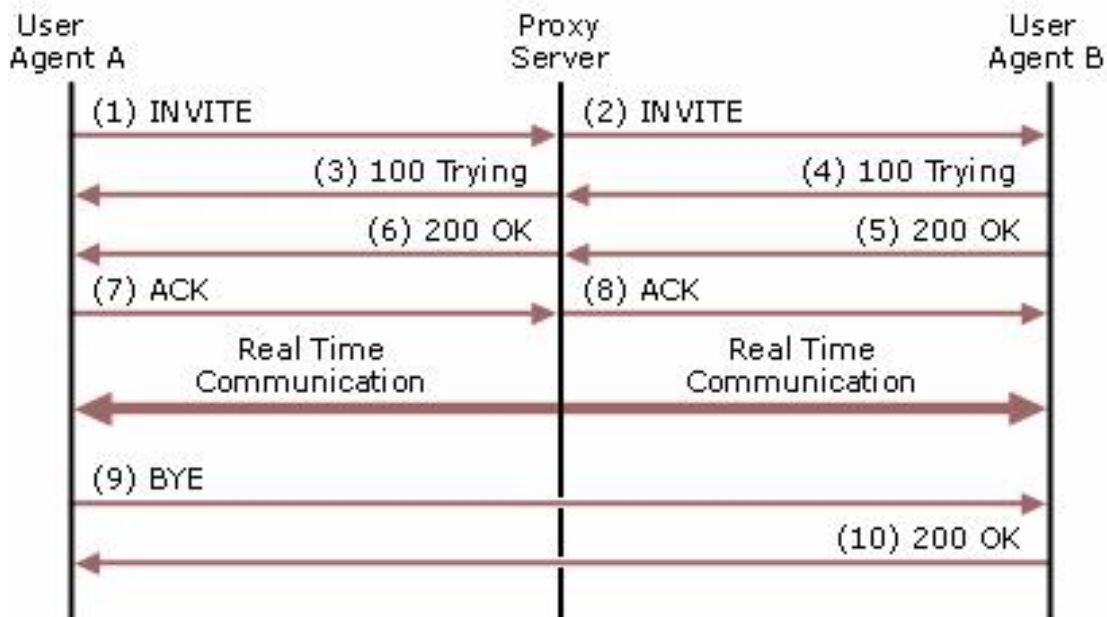 User
Agent A
Proxy
Server
User
Agent B
(1) INVITE
(2) INVITE
(3) 100 Trying
(4) 100 Trying
(6) 200 OK
(5) 200 OK
(7) ACK
(8) ACK
Real Time
Communication
Real Time
Communication
(9) BYE
(10) 200 OK